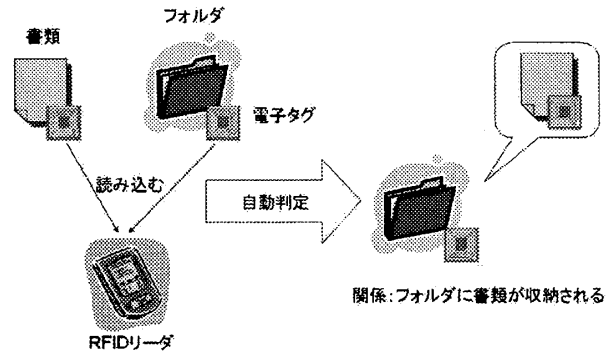 書類
フォルダ
電子タグ
読み込む
自動判定
RFIDリーダ
関係:フォルダに書類が収納される